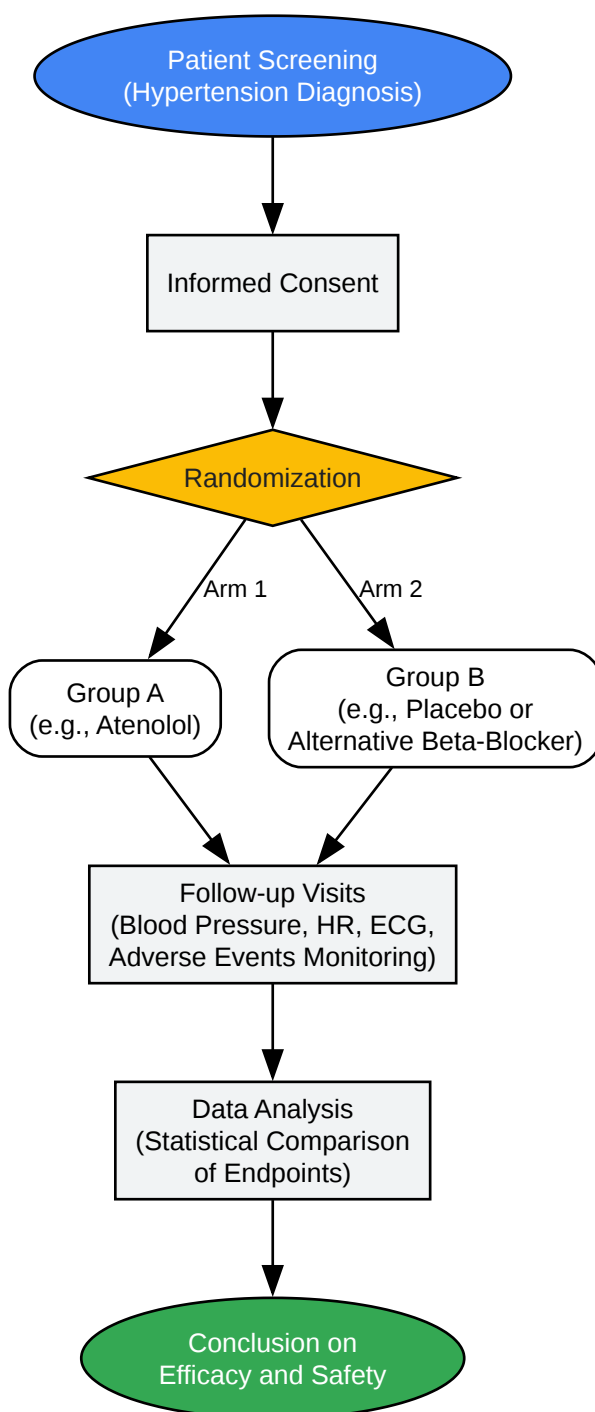 Patient Screening
(Hypertension Diagnosis)
Informed Consent
Randomization
Arm 1
Arm 2
Group A
(e.g., Atenolol)
Group B
(e.g., Placebo or
Alternative Beta-Blocker)
Follow-up Visits
(Blood Pressure, HR, ECG,
Adverse Events Monitoring)
Data Analysis
(Statistical Comparison
of Endpoints)
Conclusion on
Efficacy and Safety